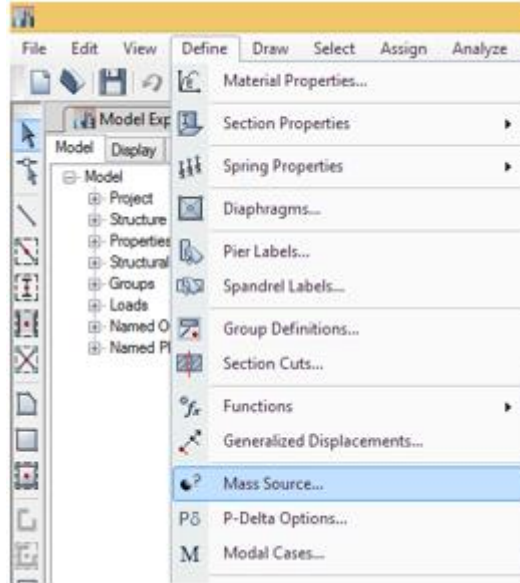 File Edit View Define Draw Select Assign Analyze
Model Exp
Model Display
Model
Project
Structure
Properties
Structural
Groups
Loads
Named O
Named Pl
Material Properties...
Section Properties
Spring Properties
Diaphragms...
Pier Labels...
Spandrel Labels...
Group Definitions...
Section Cuts...
Functions
Generalized Displacements...
Mass Source...
Pδ P-Delta Options...
M Modal Cases...